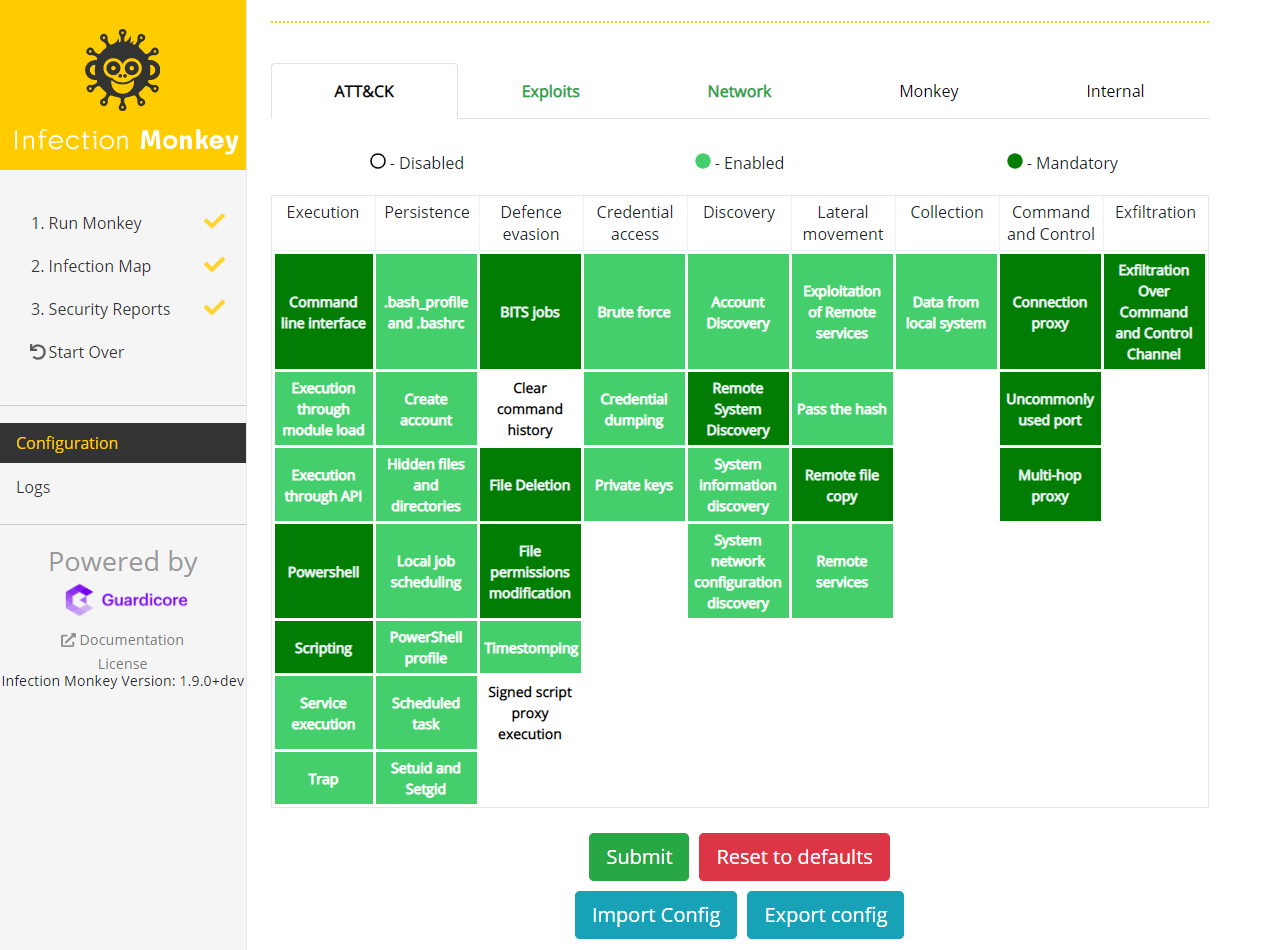 Infection Monkey
1. Run Monkey
2. Infection Map
3. Security Reports
Start Over
Configuration
Logs
Powered by
Guardicore
Documentation
License
Infection Monkey Version: 1.9.0+dev
ATT&CK
Exploits
Network
Monkey
Internal
- Disabled
- Enabled
- Mandatory
Execution
Persistence
Defence
evasion
Credential
access
Discovery
Lateral
movement
Collection
Command
and Control
Exfiltration
Command
line interface
.bash_profile
and .bashrc
BITS jobs
Brute force
Account
Discovery
Exploitation
of Remote
services
Data from
local system
Connection
proxy
Exfiltration
Over
Command
and Control
Channel
Execution
through
module load
Create
account
Clear
command
history
Credential
dumping
Remote
System
Discovery
Pass the hash
Uncommonly
used port
Execution
through API
Hidden files
and
directories
File Deletion
Private keys
System
information
discovery
Remote file
copy
Multi-hop
proxy
Powershell
Local job
scheduling
File
permissions
modification
System
network
configuration
discovery
Remote
services
Scripting
PowerShell
profile
Timestomping
Service
execution
Scheduled
task
Signed script
proxy
execution
Trap
Setuid and
Setgid
Submit
Reset to defaults
Import Config
Export config